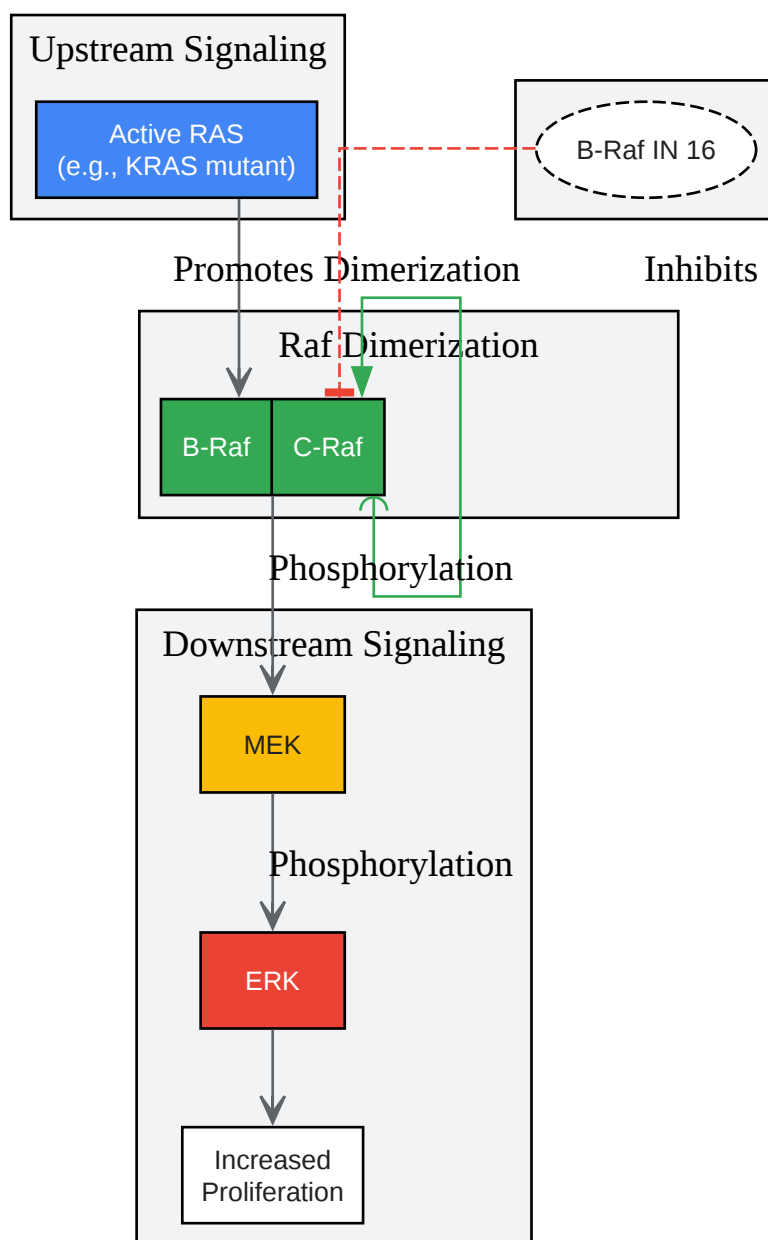 Upstream Signaling
Active RAS
(e.g., KRAS mutant)
B-Raf IN 16
Promotes Dimerization
Inhibits
Raf Dimerization
B-Raf
C-Raf
Phosphorylation
Downstream Signaling
MEK
Phosphorylation
ERK
Increased
Proliferation